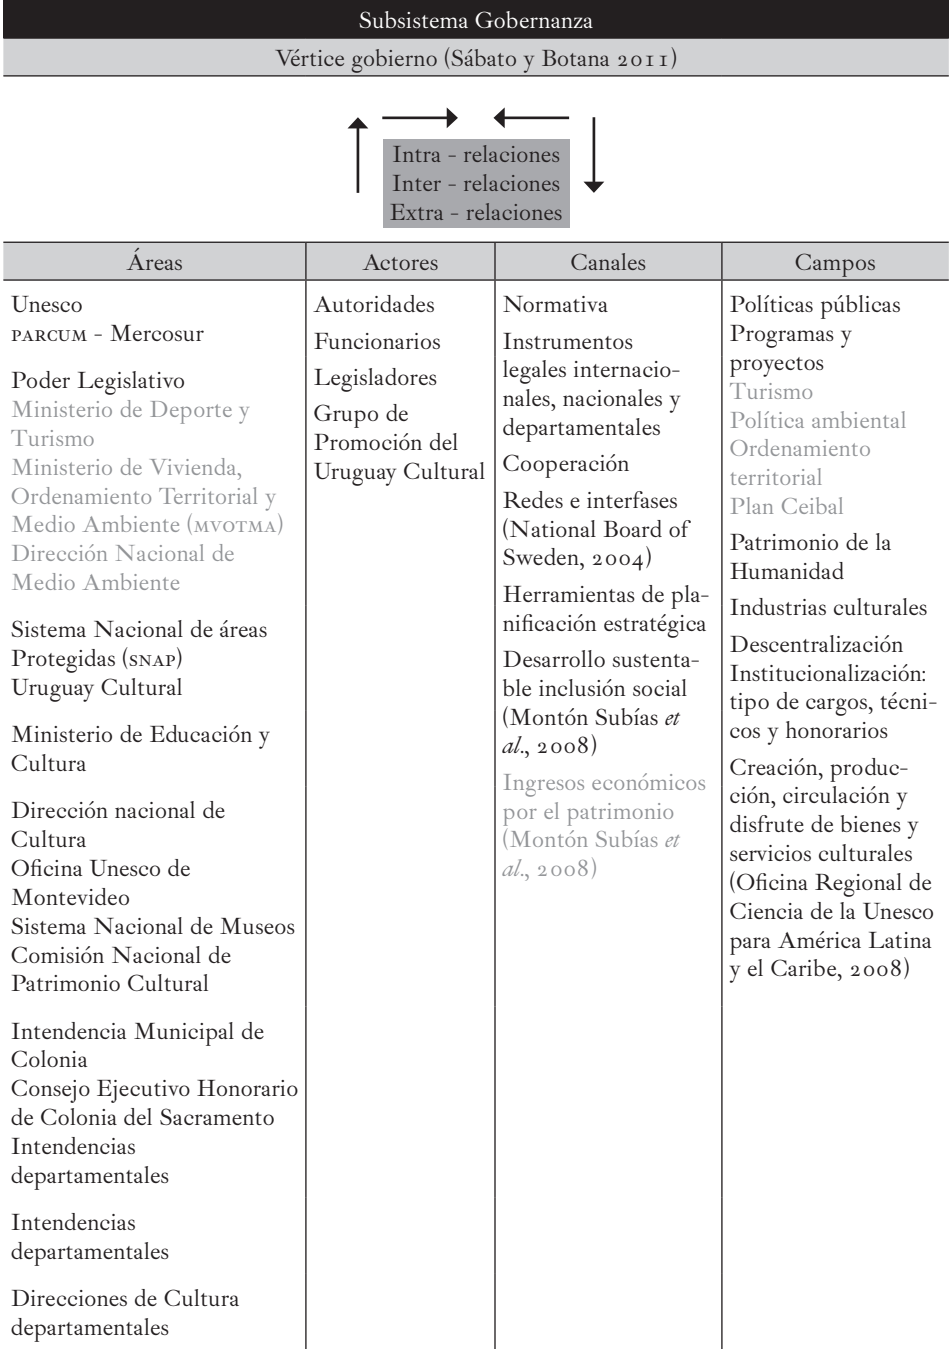 Subsistema Gobernanza
Vértice gobierno (Sábato y Botana 2011)
Intra - relaciones
Inter - relaciones
Extra - relaciones
Áreas
Unesco
PARCUM - Mercosur
Poder Legislativo
Ministerio de Deporte y
Turismo
Ministerio de Vivienda,
Ordenamiento Territorial y
Medio Ambiente (MVOTMA)
Dirección Nacional de
Medio Ambiente
Sistema Nacional de áreas
Protegidas (SNAP)
Uruguay Cultural
Ministerio de Educación y
Cultura
Dirección nacional de
Cultura
Oficina Unesco de
Montevideo
Sistema Nacional de Museos
Comisión Nacional de
Patrimonio Cultural
Intendencia Municipal de
Colonia
Consejo Ejecutivo Honorario
de Colonia del Sacramento
Intendencias
departamentales
Intendencias
departamentales
Direcciones de Cultura
departamentales
Actores
Autoridades
Funcionarios
Legisladores
Grupo de
Promoción del
Uruguay Cultural
Canales
Normativa
Instrumentos
legales internacio-
nales, nacionales y
departamentales
Cooperación
Redes e interfases
(National Board of
Sweden, 2004)
Herramientas de pla-
nificación estratégica
Desarrollo sustenta-
ble inclusión social
(Montón Subías et
al., 2008)
Ingresos económicos
por el patrimonio
(Montón Subías et
al., 2008)
Campos
Políticas públicas
Programas y
proyectos
Turismo
Política ambiental
Ordenamiento
territorial
Plan Ceibal
Patrimonio de la
Humanidad
Industrias culturales
Descentralización
Institucionalización:
tipo de cargos, técni-
cos y honorarios
Creación, produc-
ción, circulación y
disfrute de bienes y
servicios culturales
(Oficina Regional de
Ciencia de la Unesco
para América Latina
y el Caribe, 2008)